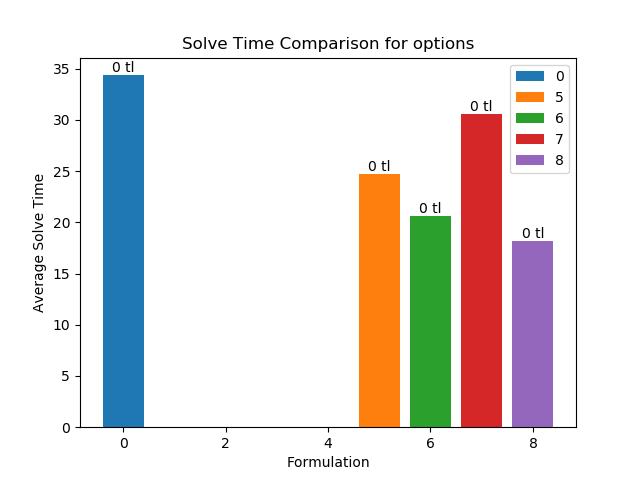 Solve Time Comparison for options
Average Solve Time
35
30
25
20
15
10
5
0
0 tl
0 tl
0 tl
0 tl
0 tl
0
5
6
7
8
0
2
4
6
8
Formulation